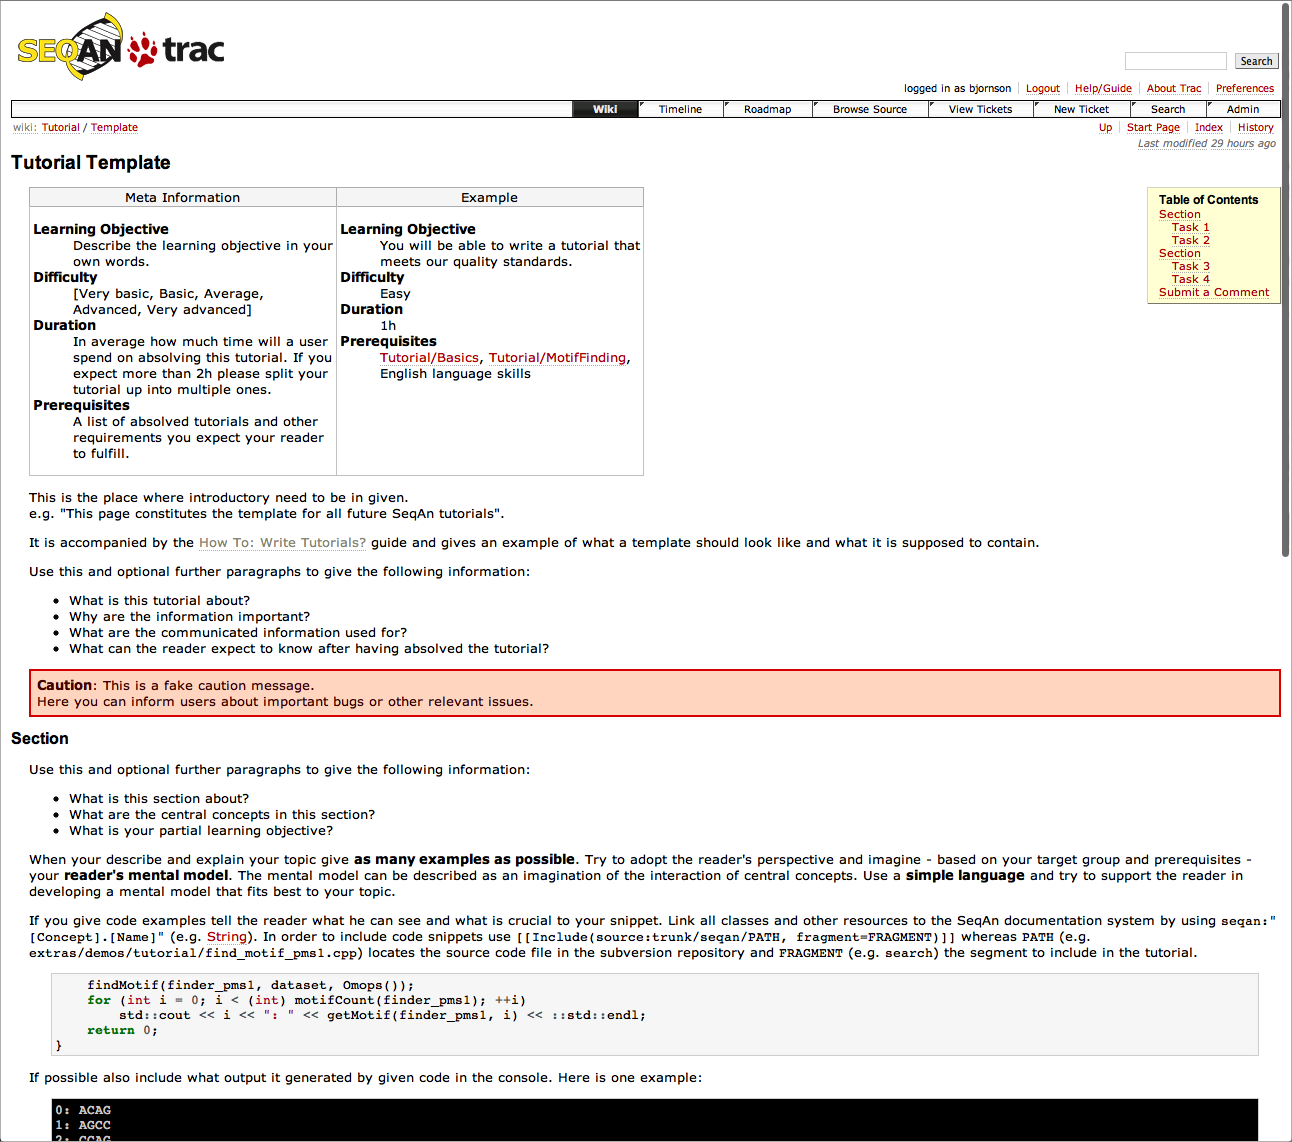 SEQAN trac
Search
logged in as bjornson Logout Help/Guide About Trac Preferences
Wiki Timeline Roadmap Browse Source View Tickets New Ticket Search Admin
wiki: Tutorial / Template
Up Start Page Index History
Last modified 29 hours ago
Tutorial Template
Meta Information
Learning Objective
Describe the learning objective in your
own words.
Difficulty
[Very basic, Basic, Average,
Advanced, Very advanced]
Duration
In average how much time will a user
spend on absolving this tutorial. If you
expect more than 2h please split your
tutorial up into multiple ones.
Prerequisites
A list of absolved tutorials and other
requirements you expect your reader
to fulfill.
Example
Learning Objective
You will be able to write a tutorial that
meets our quality standards.
Difficulty
Easy
Duration
1h
Prerequisites
Tutorial/Basics, Tutorial/MotifFinding,
English language skills
Table of Contents
Section
Task 1
Task 2
Section
Task 3
Task 4
Submit a Comment
This is the place where introductory need to be in given.
e.g. "This page constitutes the template for all future SeqAn tutorials".
It is accompanied by the How To: Write Tutorials? guide and gives an example of what a template should look like and what it is supposed to contain.
Use this and optional further paragraphs to give the following information:
• What is this tutorial about?
• Why are the information important?
• What are the communicated information used for?
• What can the reader expect to know after having absolved the tutorial?
Caution: This is a fake caution message.
Here you can inform users about important bugs or other relevant issues.
Section
Use this and optional further paragraphs to give the following information:
• What is this section about?
• What are the central concepts in this section?
• What is your partial learning objective?
When your describe and explain your topic give as many examples as possible. Try to adopt the reader's perspective and imagine - based on your target group and prerequisites -
your reader's mental model. The mental model can be described as an imagination of the interaction of central concepts. Use a simple language and try to support the reader in
developing a mental model that fits best to your topic.
If you give code examples tell the reader what he can see and what is crucial to your snippet. Link all classes and other resources to the SeqAn documentation system by using seqan:"
[Concept].[Name]" (e.g. String). In order to include code snippets use [[Include(source:trunk/seqan/PATH, fragment=FRAGMENT)]] whereas PATH (e.g.
extras/demos/tutorial/find_motif_pms1.cpp) locates the source code file in the subversion repository and FRAGMENT (e.g. search) the segment to include in the tutorial.
findMotif(finder_pms1, dataset, Omops());
for (int i = 0; i < (int) motifCount(finder_pms1); ++i)
std::cout << i << ": " << getMotif(finder_pms1, i) << ::std::endl;
return 0;
}
If possible also include what output it generated by given code in the console. Here is one example:
0: ACAG
1: AGCC
2: CCAG